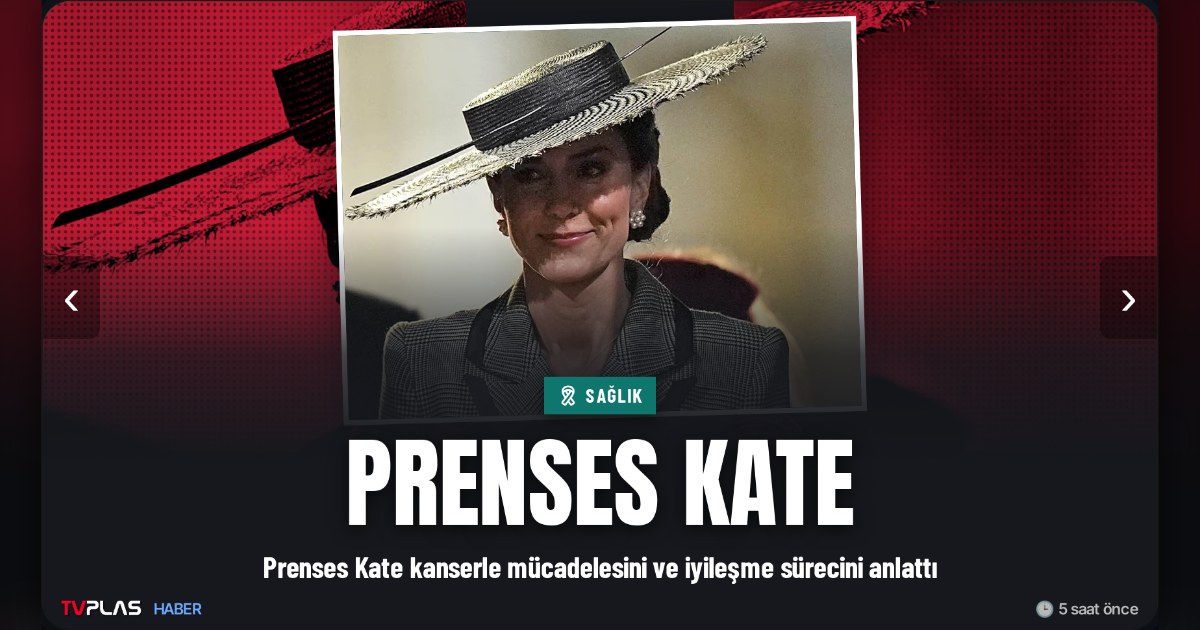 SAĞLIK
PRENSES KATE
Prenses Kate kanserle mücadelesini ve iyileşme sürecini anlattı
TVPLAS HABER
5 saat önce